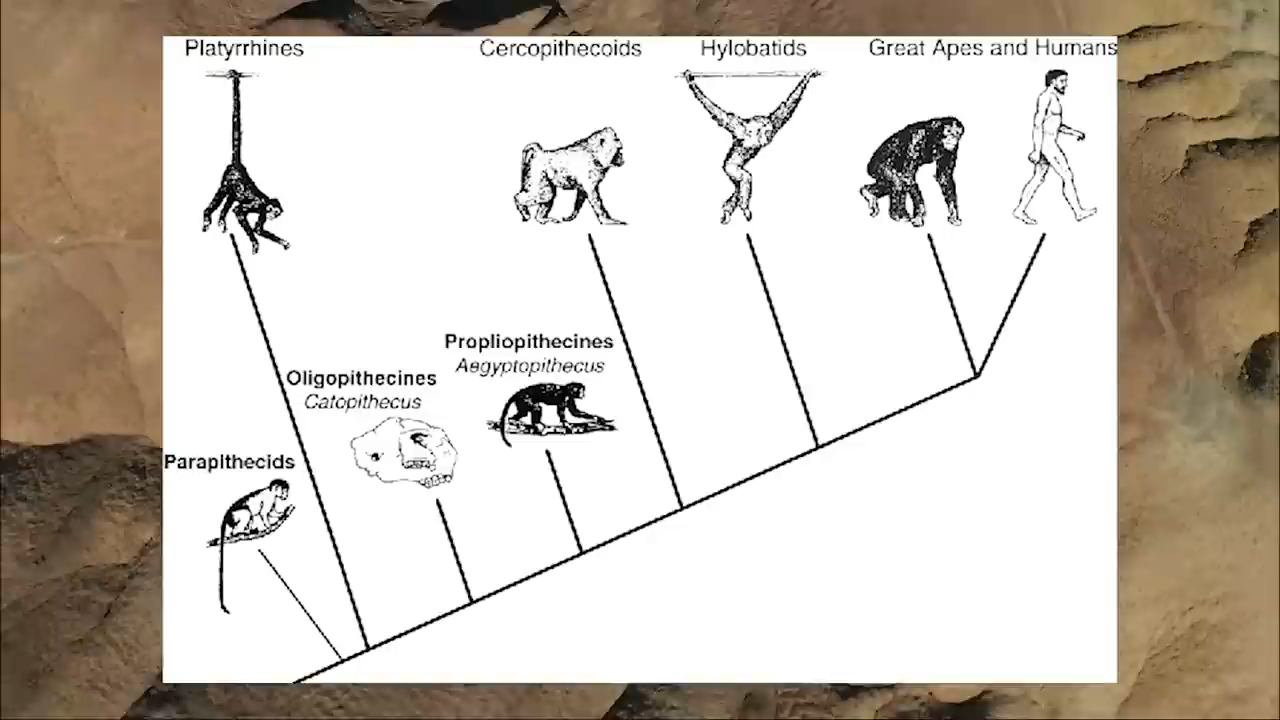 Platyrrhines
Cercopithecoids
Hylobatids
Great Apes and Humans
Propliopithecines
Aegyptopithecus
Oligopithecines
Catopithecus
Parapithecids